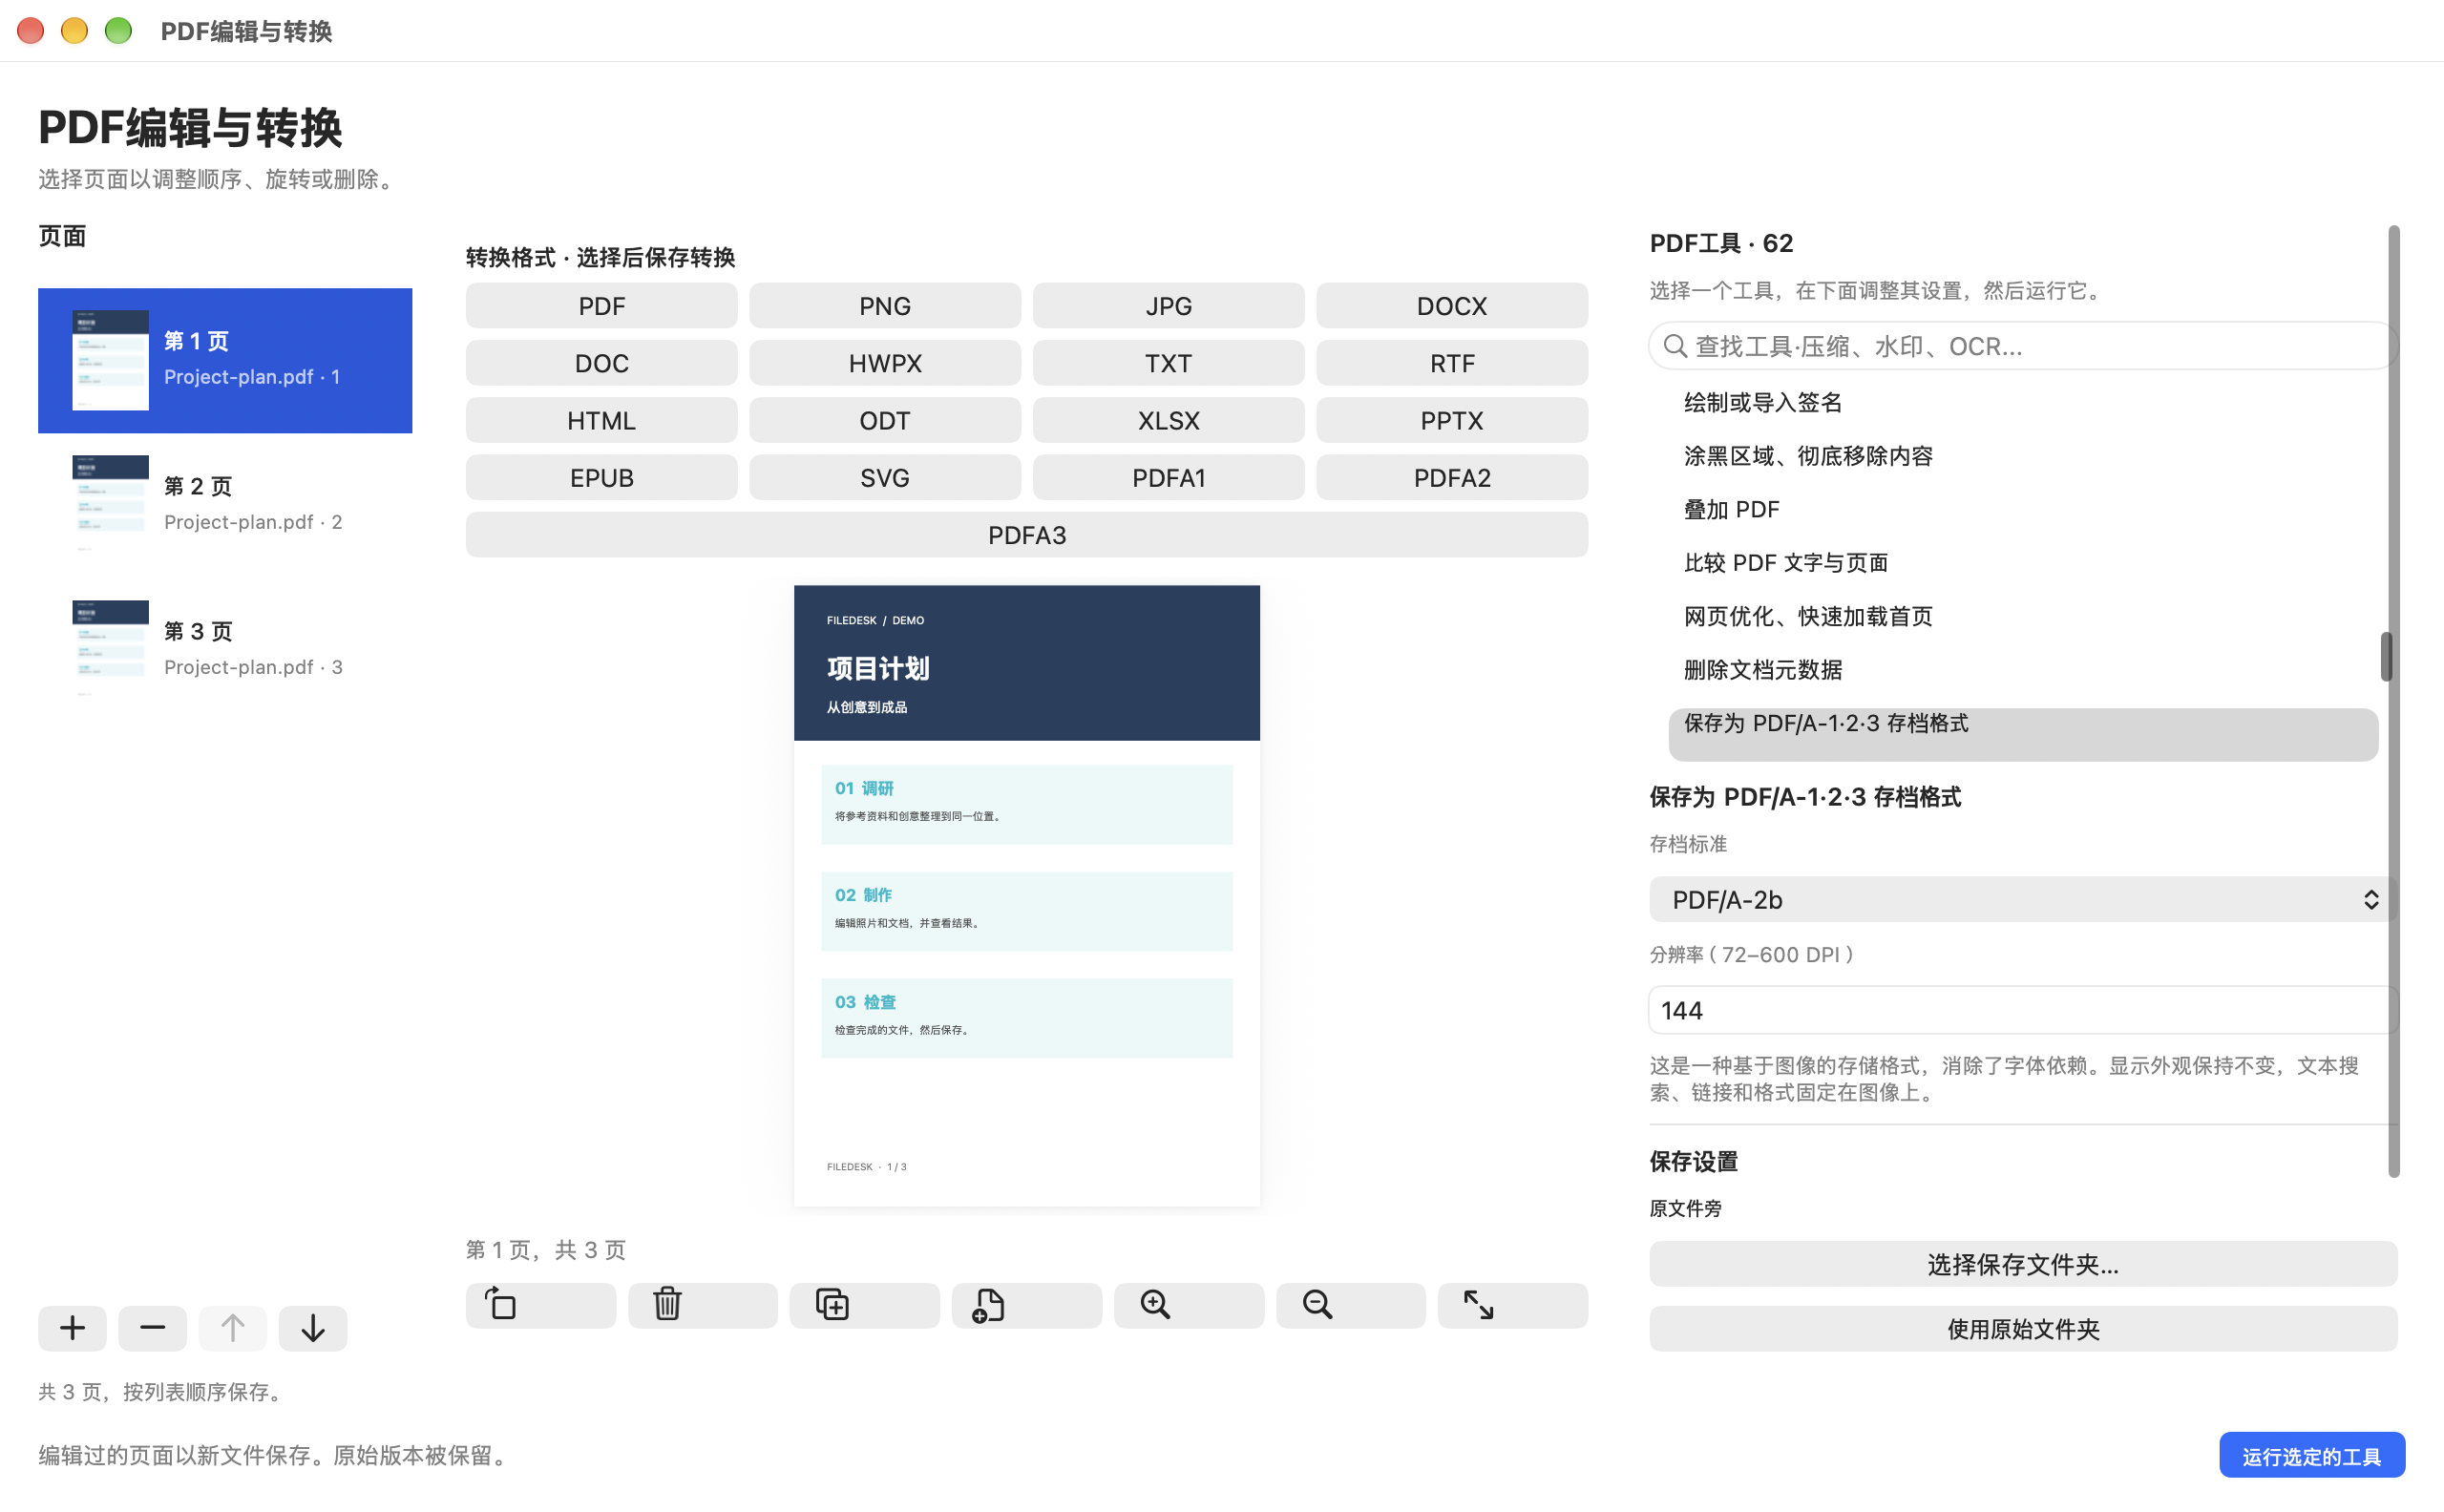 PDF编辑与转换
PDF编辑与转换
选择页面以调整顺序、旋转或删除。
页面
第 1 页
Project-plan.pdf · 1
第 2 页
Project-plan.pdf · 2
第 3 页
Project-plan.pdf · 3
共 3 页，按列表顺序保存。
编辑过的页面以新文件保存。原始版本被保留。
转换格式 · 选择后保存转换
PDF
PNG
JPG
DOCX
DOC
HWPX
TXT
RTF
HTML
ODT
XLSX
PPTX
EPUB
SVG
PDFA1
PDFA2
PDFA3
FILEDESK / DEMO
项目计划
从创意到成品
01 调研
将参考资料和创意整理到同一位置。
02 制作
编辑照片和文档，并查看结果。
03 检查
检查完成的文件，然后保存。
FILEDESK · 1 / 3
第 1 页，共 3 页
PDF工具 · 62
选择一个工具，在下面调整其设置，然后运行它。
查找工具·压缩、水印、OCR...
绘制或导入签名
涂黑区域、彻底移除内容
叠加 PDF
比较 PDF 文字与页面
网页优化、快速加载首页
删除文档元数据
保存为 PDF/A-1·2·3 存档格式
保存为 PDF/A-1·2·3 存档格式
存档标准
PDF/A-2b
分辨率（72–600 DPI）
144
这是一种基于图像的存储格式，消除了字体依赖。显示外观保持不变，文本搜
索、链接和格式固定在图像上。
保存设置
原文件旁
选择保存文件夹...
使用原始文件夹
运行选定的工具